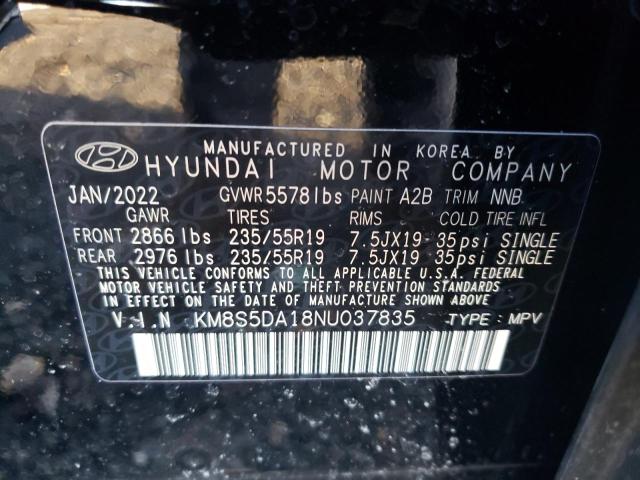 MANUFACTURED IN KOREA BY
HYUNDAI MOTOR COMPANY
JAN/2022 GVWR 5578 lbs PAINT A2B TRIM NNB
GAWR TIRES RIMS COLD TIRE INFL
FRONT 2866 lbs 235/55R19 7.5JX19 - 35psi SINGLE
REAR 2976 lbs 235/55R19 7.5JX19 35psi SINGLE
THIS VEHICLE CONFORMS TO ALL APPLICABLE U.S.A. FEDERAL
MOTOR VEHICLE SAFETY AND THEFT PREVENTION STANDARDS
IN EFFECT ON THE DATE OF MANUFACTURE SHOWN ABOVE.
V.I.N KM8S5DA18NU037835 TYPE : MPV